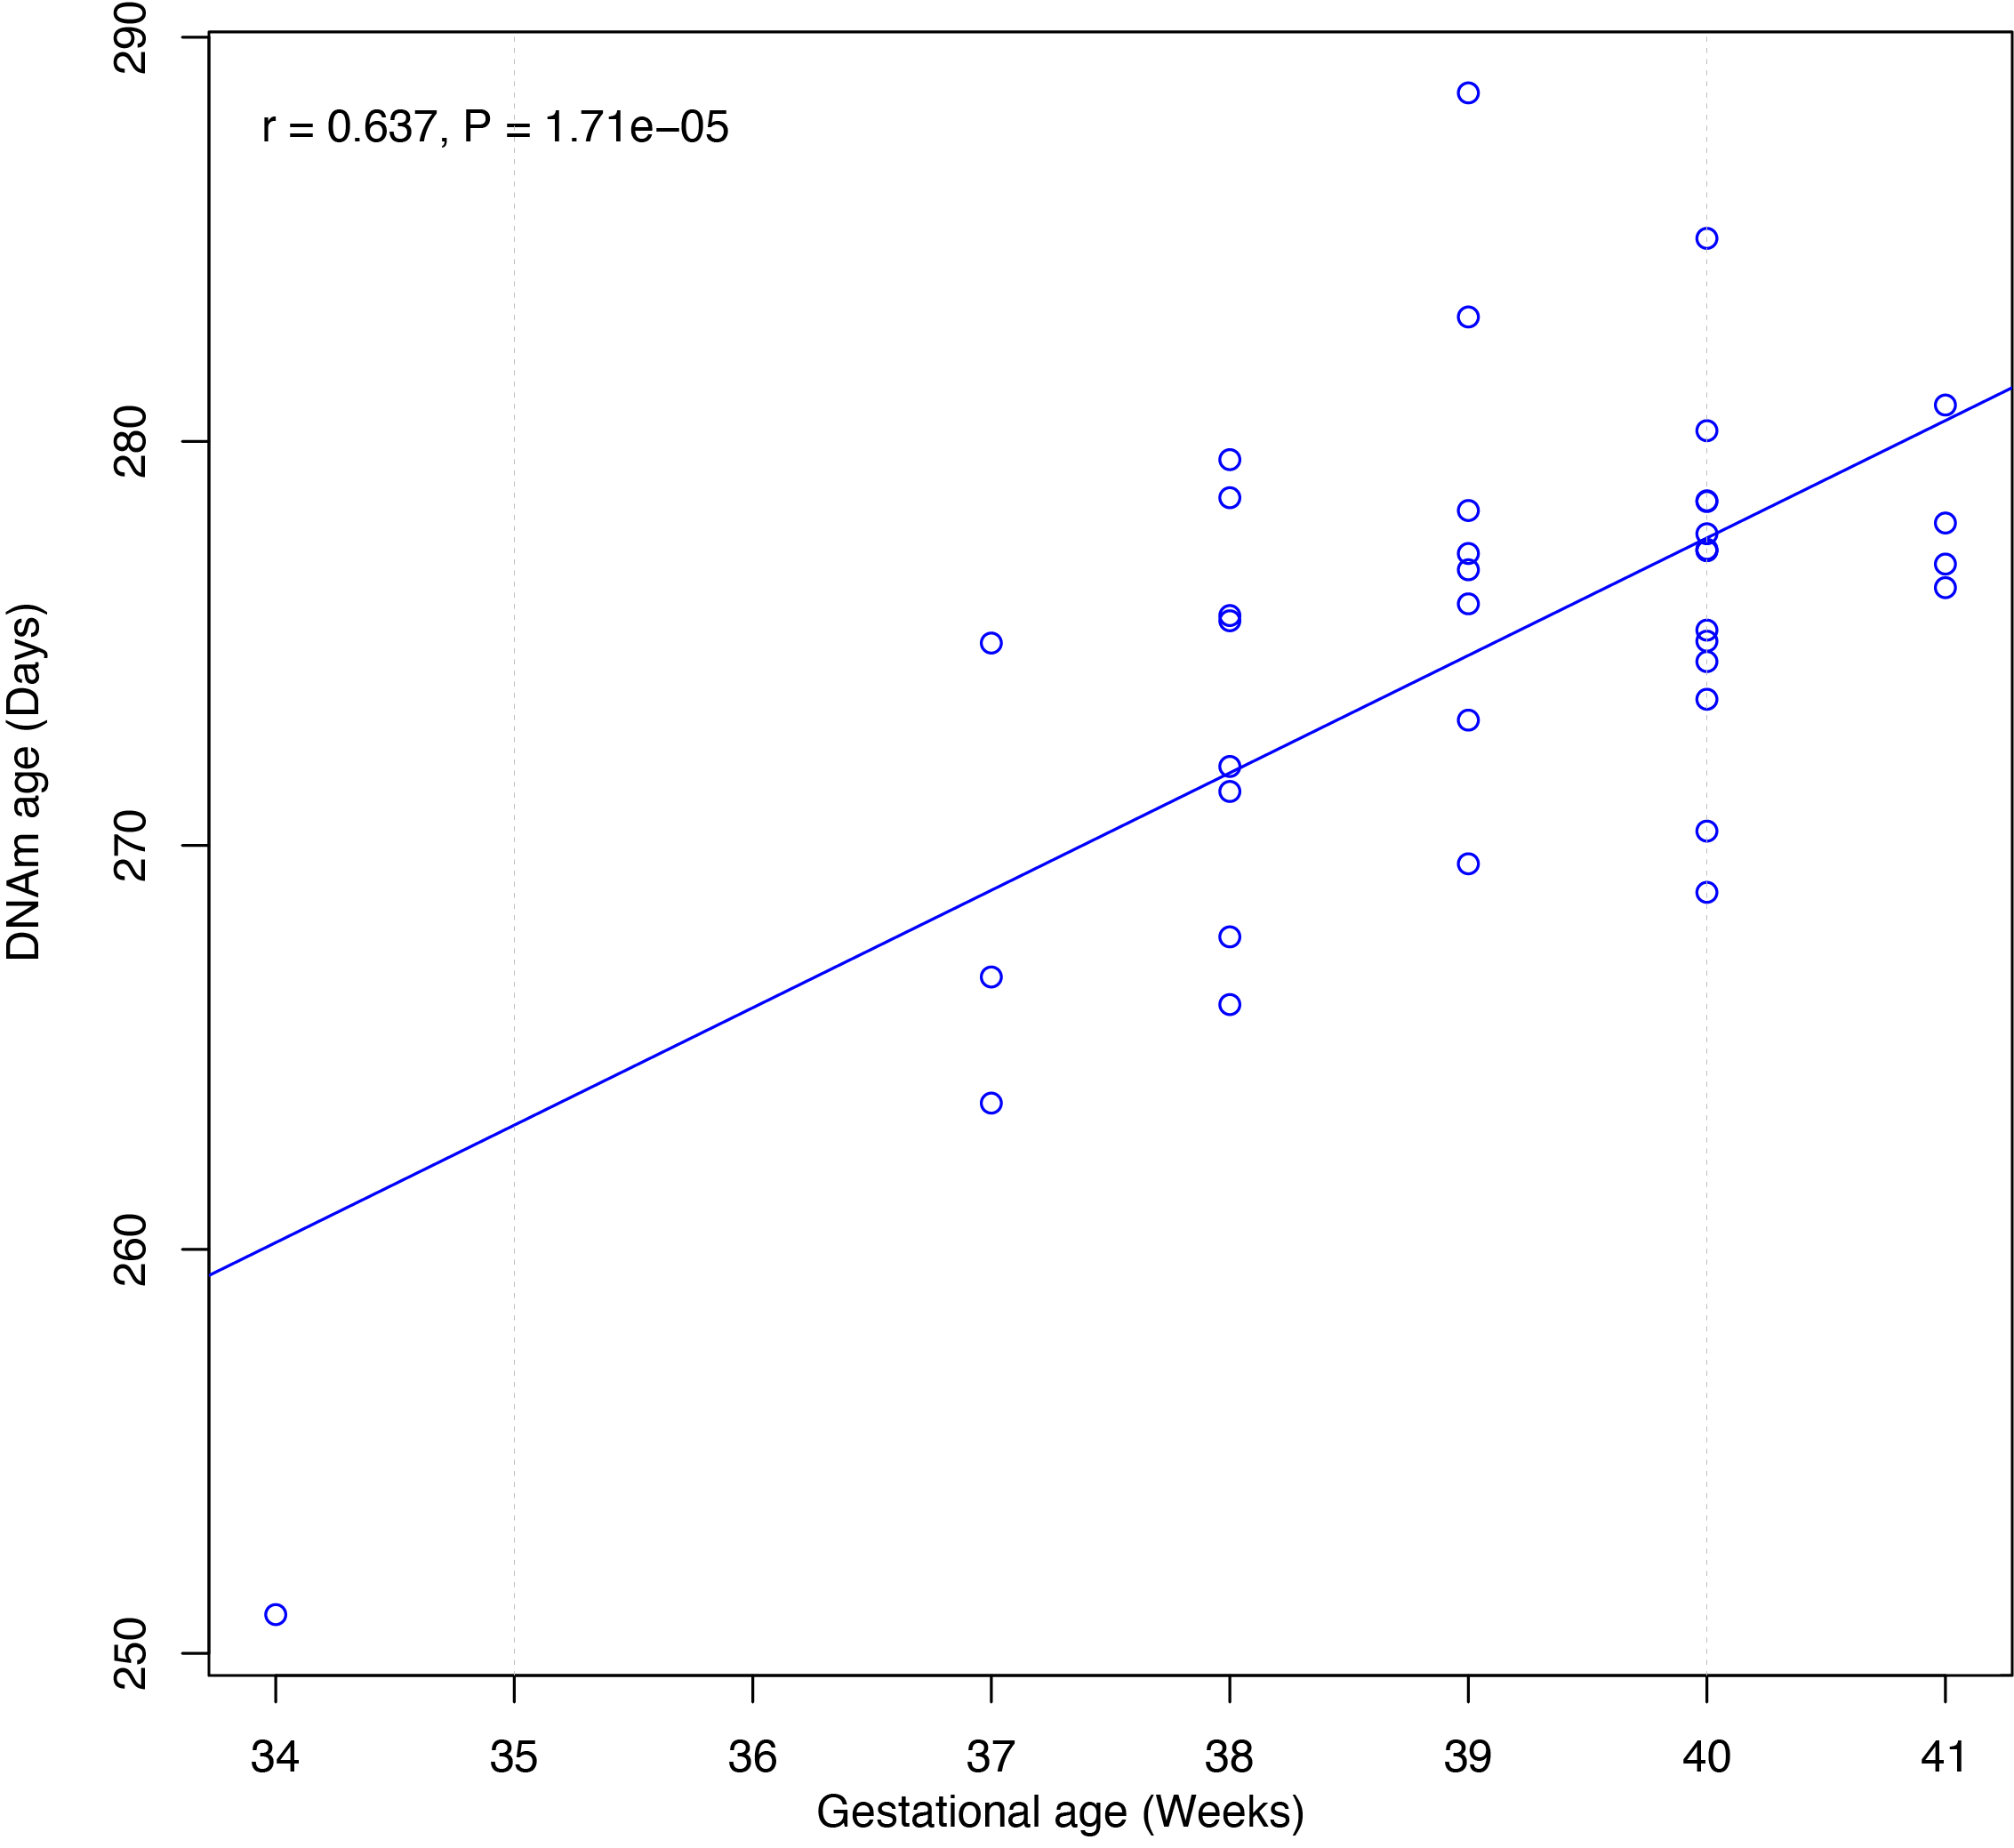 r = 0.637, P = 1.71e−05
DNAm age (Days)
290
280
270
260
250
34 35 36 37 38 39 40 41
Gestational age (Weeks)